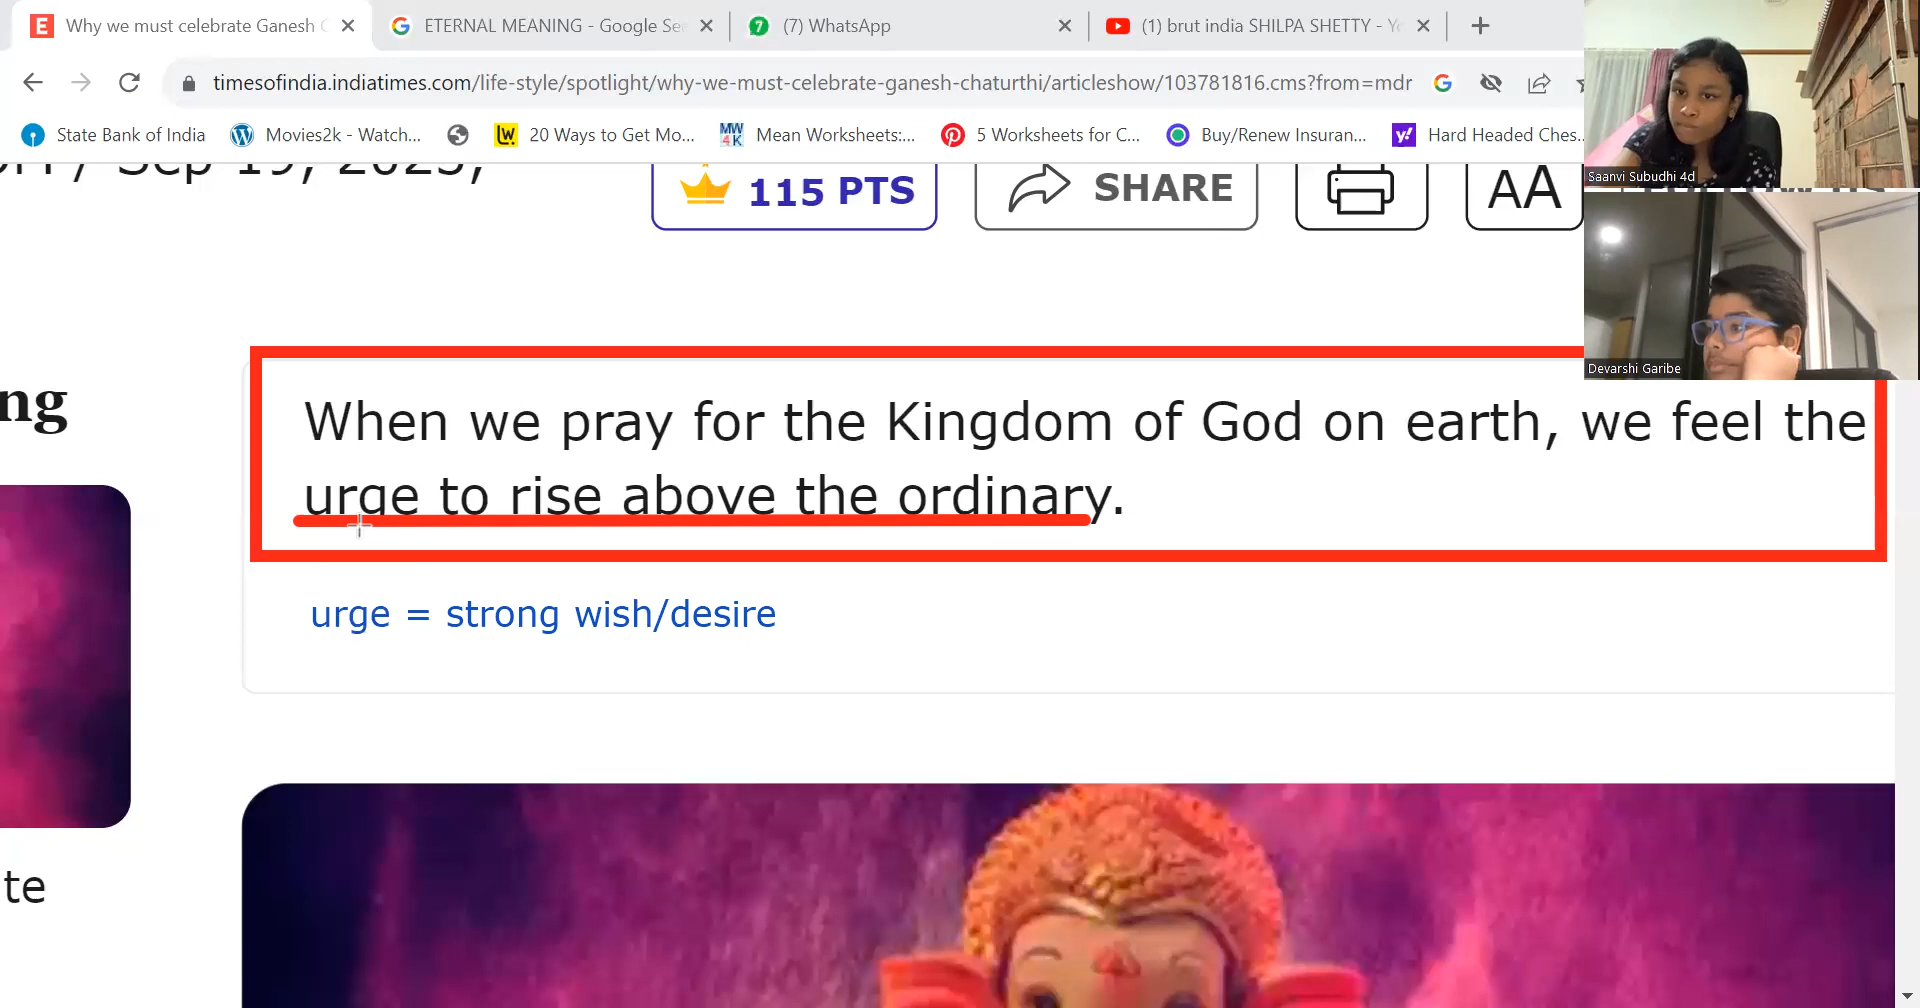 Why we must celebrate Ganesh
ETERNAL MEANING - Google Se
(7) WhatsApp
(1) brut india SHILPA SHETTY - Y
timesofindia.indiatimes.com/life-style/spotlight/why-we-must-celebrate-ganesh-chaturthi/articleshow/103781816.cms?from=mdr
State Bank of India
Movies2k - Watch...
20 Ways to Get Mo...
Mean Worksheets:...
5 Worksheets for C...
Buy/Renew Insuran...
Hard Headed Ches...
Saanvi Subudhi 4d
Sep 19, 2023,
115 PTS
SHARE
AA
Devarshi Garibe
ng
When we pray for the Kingdom of God on earth, we feel the
urge to rise above the ordinary.
urge = strong wish/desire
te